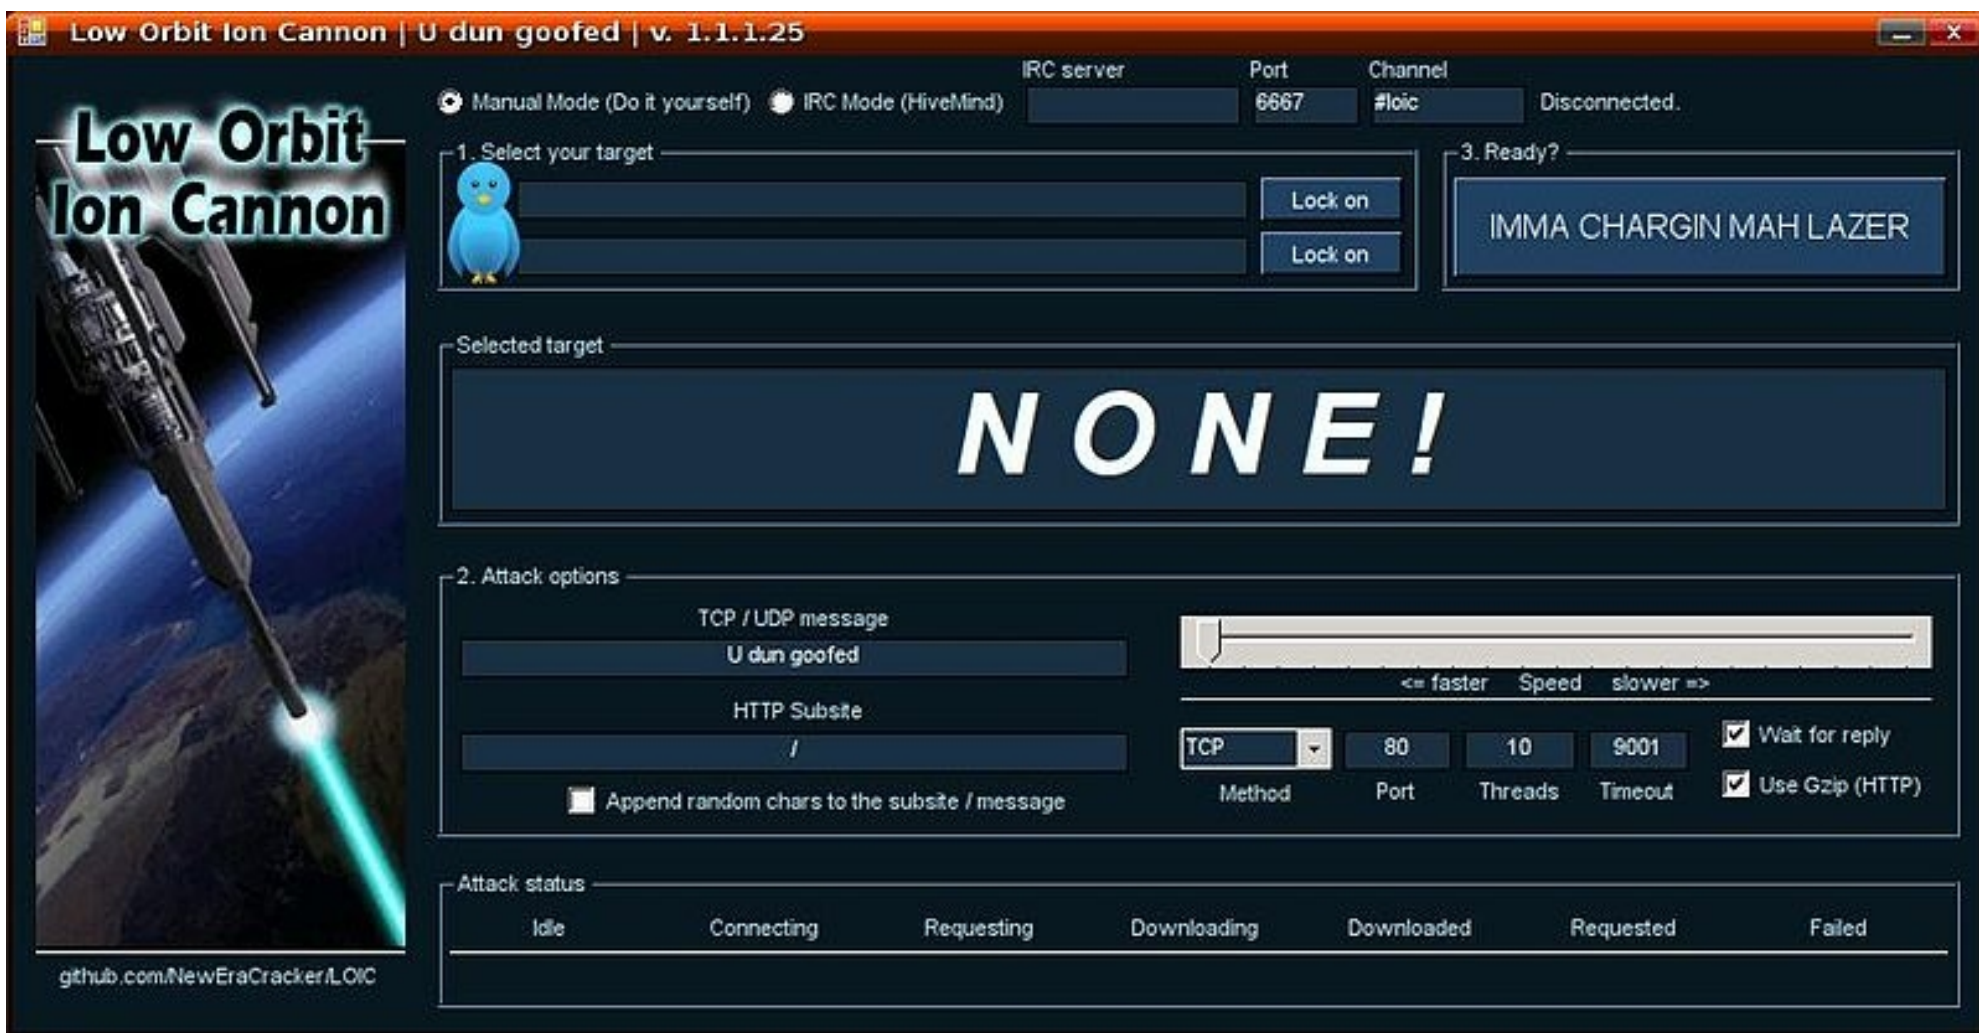 Low Orbit Ion Cannon | U dun goofed | v. 1.1.1.25
Low Orbit
Ion Cannon
github.com/NewEraCracker/LOIC
IRC server Port Channel
Manual Mode (Do it yourself) IRC Mode (HiveMind) 6667 #loic Disconnected.
1. Select your target
Lock on
Lock on
3. Ready?
IMMA CHARGIN MAH LAZER
Selected target
N O N E !
2. Attack options
TCP / UDP message
U dun goofed
HTTP Subsite
/
Append random chars to the subsite / message
<= faster Speed slower =>
TCP 80 10 9001
Method Port Threads Timeout
Wait for reply
Use Gzip (HTTP)
Attack status
Idle Connecting Requesting Downloading Downloaded Requested Failed